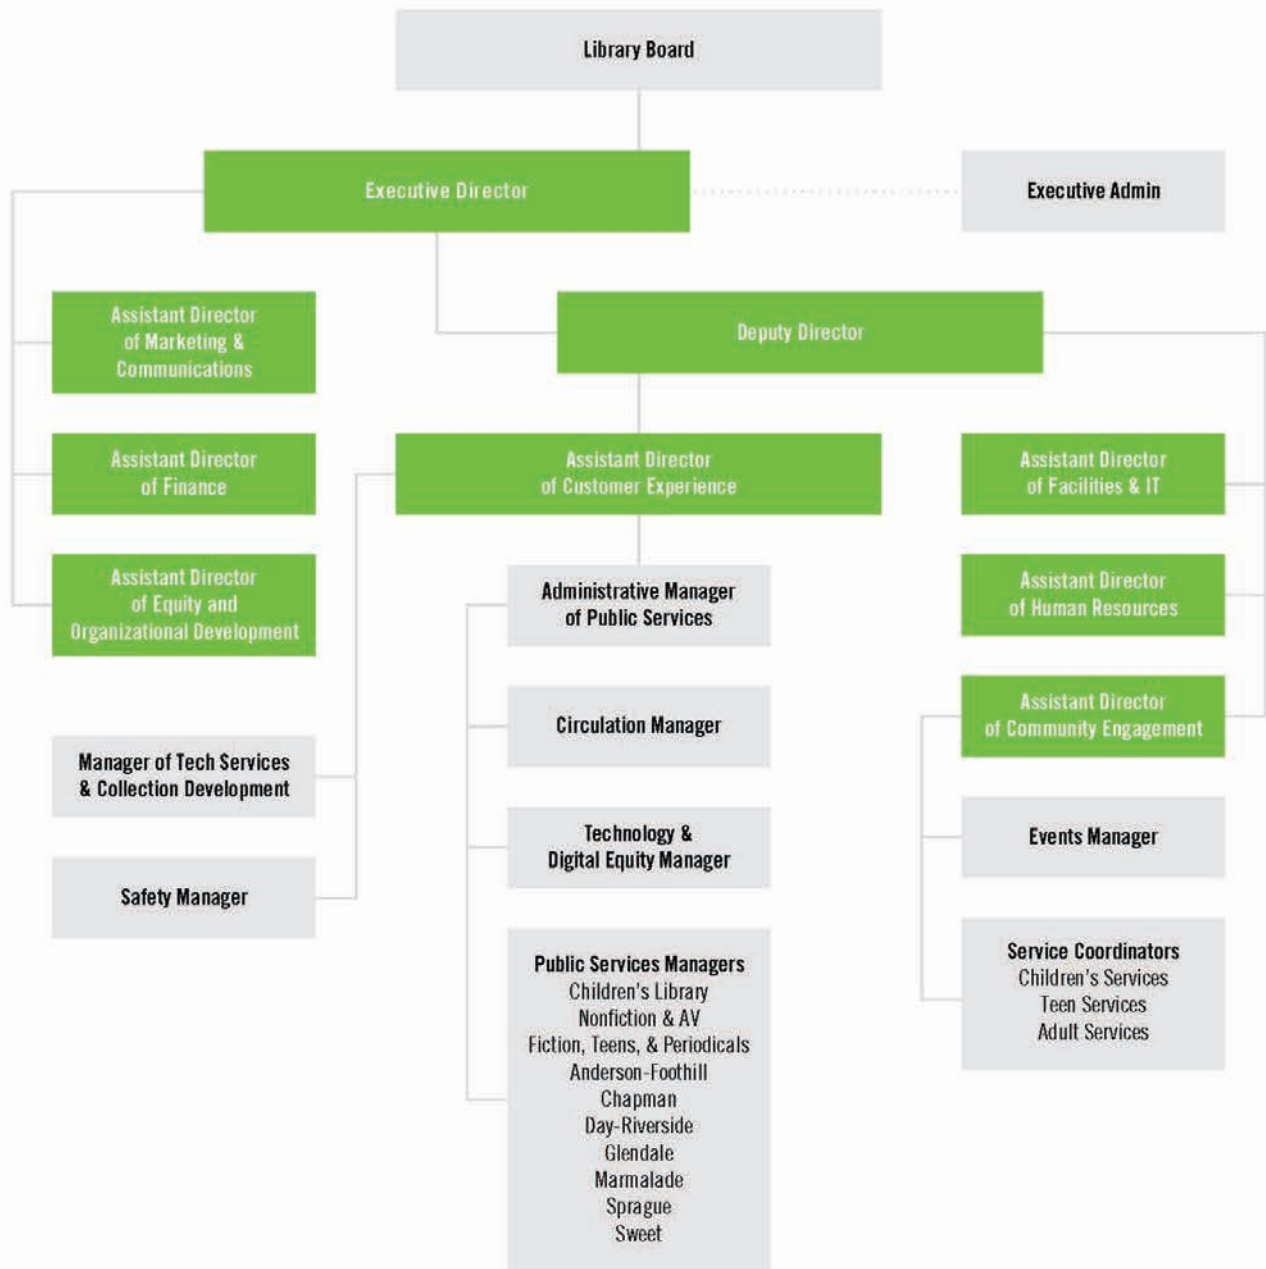 Library Board
Executive Director
Executive Admin
Assistant Director
of Marketing &
Communications
Deputy Director
Assistant Director
of Finance
Assistant Director
of Customer Experience
Assistant Director
of Facilities & IT
Assistant Director
of Equity and
Organizational Development
Administrative Manager
of Public Services
Assistant Director
of Human Resources
Circulation Manager
Assistant Director
of Community Engagement
Manager of Tech Services
& Collection Development
Technology &
Digital Equity Manager
Events Manager
Safety Manager
Public Services Managers
Children's Library
Nonfiction & AV
Fiction, Teens, & Periodicals
Anderson-Foothill
Chapman
Day-Riverside
Glendale
Marmalade
Sprague
Sweet
Service Coordinators
Children's Services
Teen Services
Adult Services